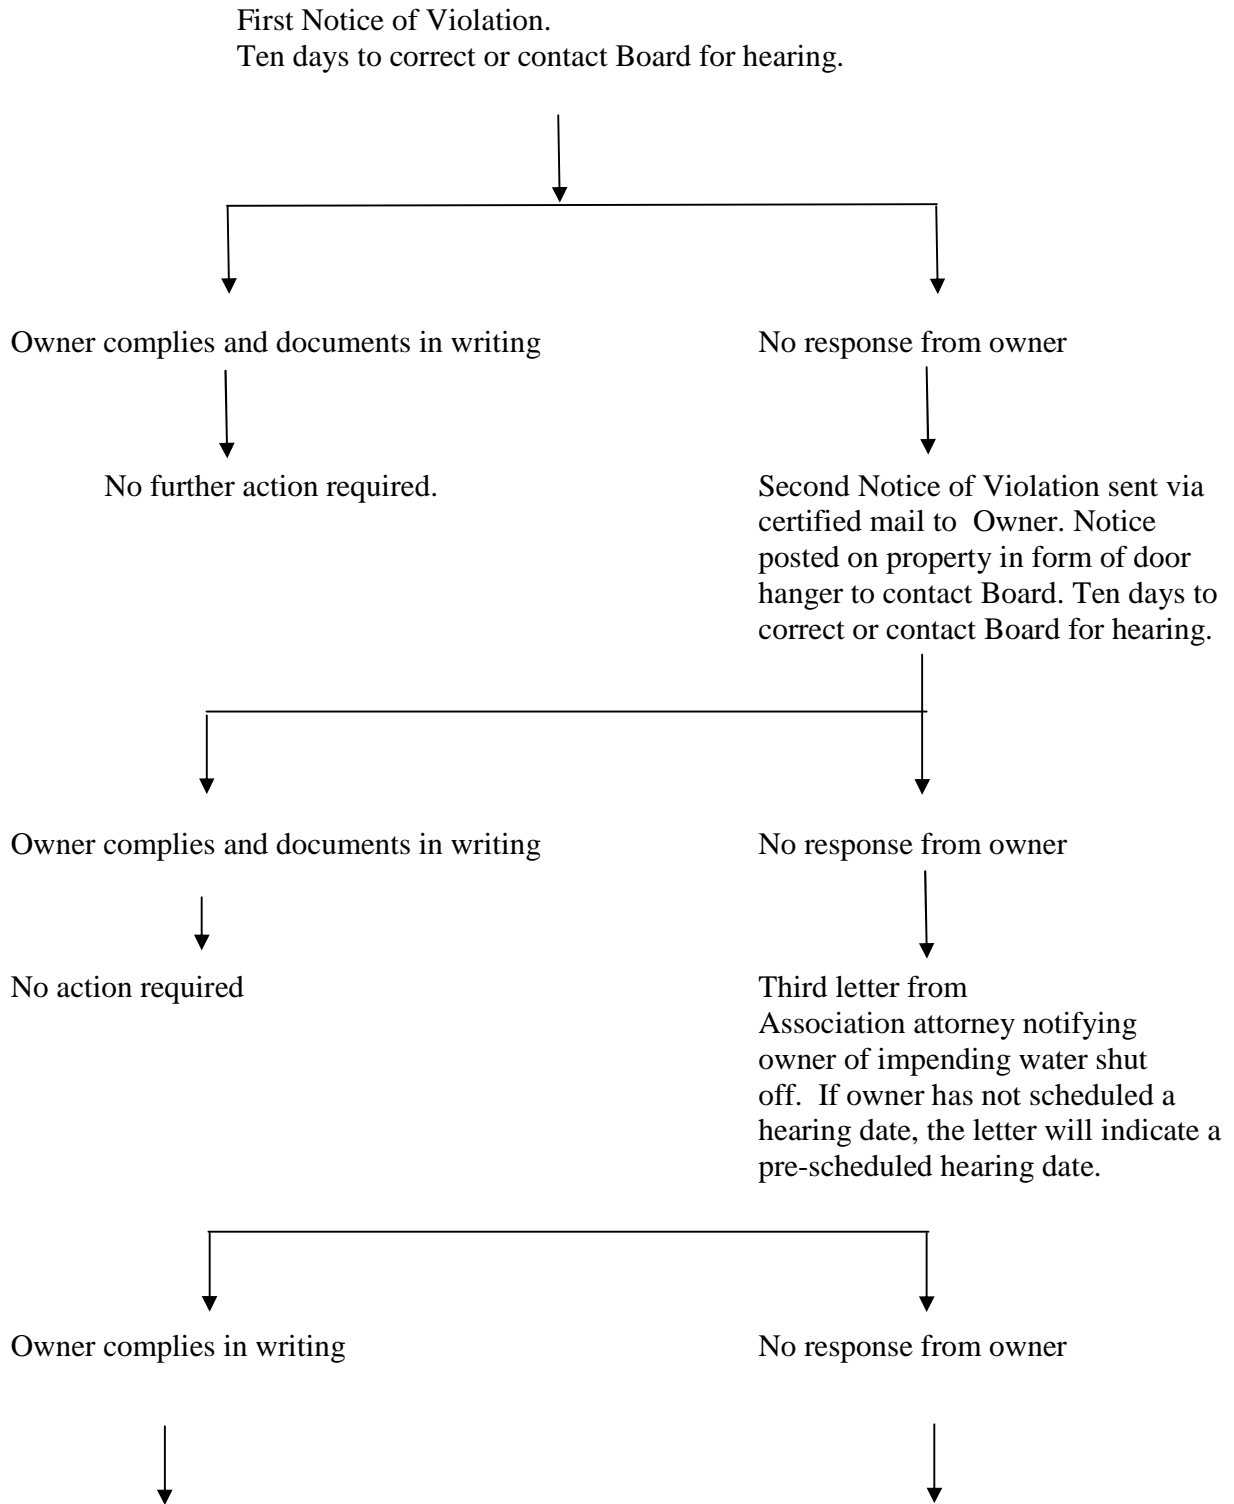 First Notice of Violation.
Ten days to correct or contact Board for hearing.
Owner complies and documents in writing
No response from owner
No further action required.
Second Notice of Violation sent via
certified mail to  Owner. Notice
posted on property in form of door
hanger to contact Board. Ten days to
correct or contact Board for hearing.
Owner complies and documents in writing
No response from owner
No action required
Third letter from
Association attorney notifying
owner of impending water shut
off.  If owner has not scheduled a
hearing date, the letter will indicate a
pre-scheduled hearing date.
Owner complies in writing
No response from owner